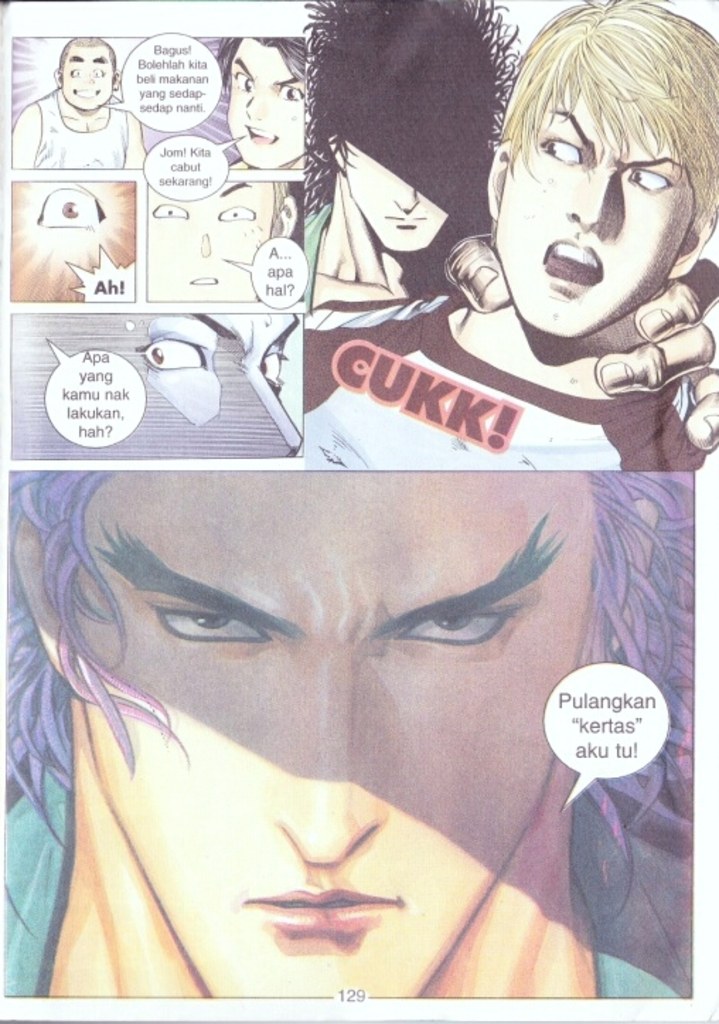 Bagus!
Bolehlah kita
beli makanan
yang sedap-
sedap nanti.
Jom! Kita
cabut
sekarang!
Ah!
A...
apa
hal?
CUKK!
Apa
yang
kamu nak
lakukan,
hah?
Pulangkan
“kertas”
aku tu!
129